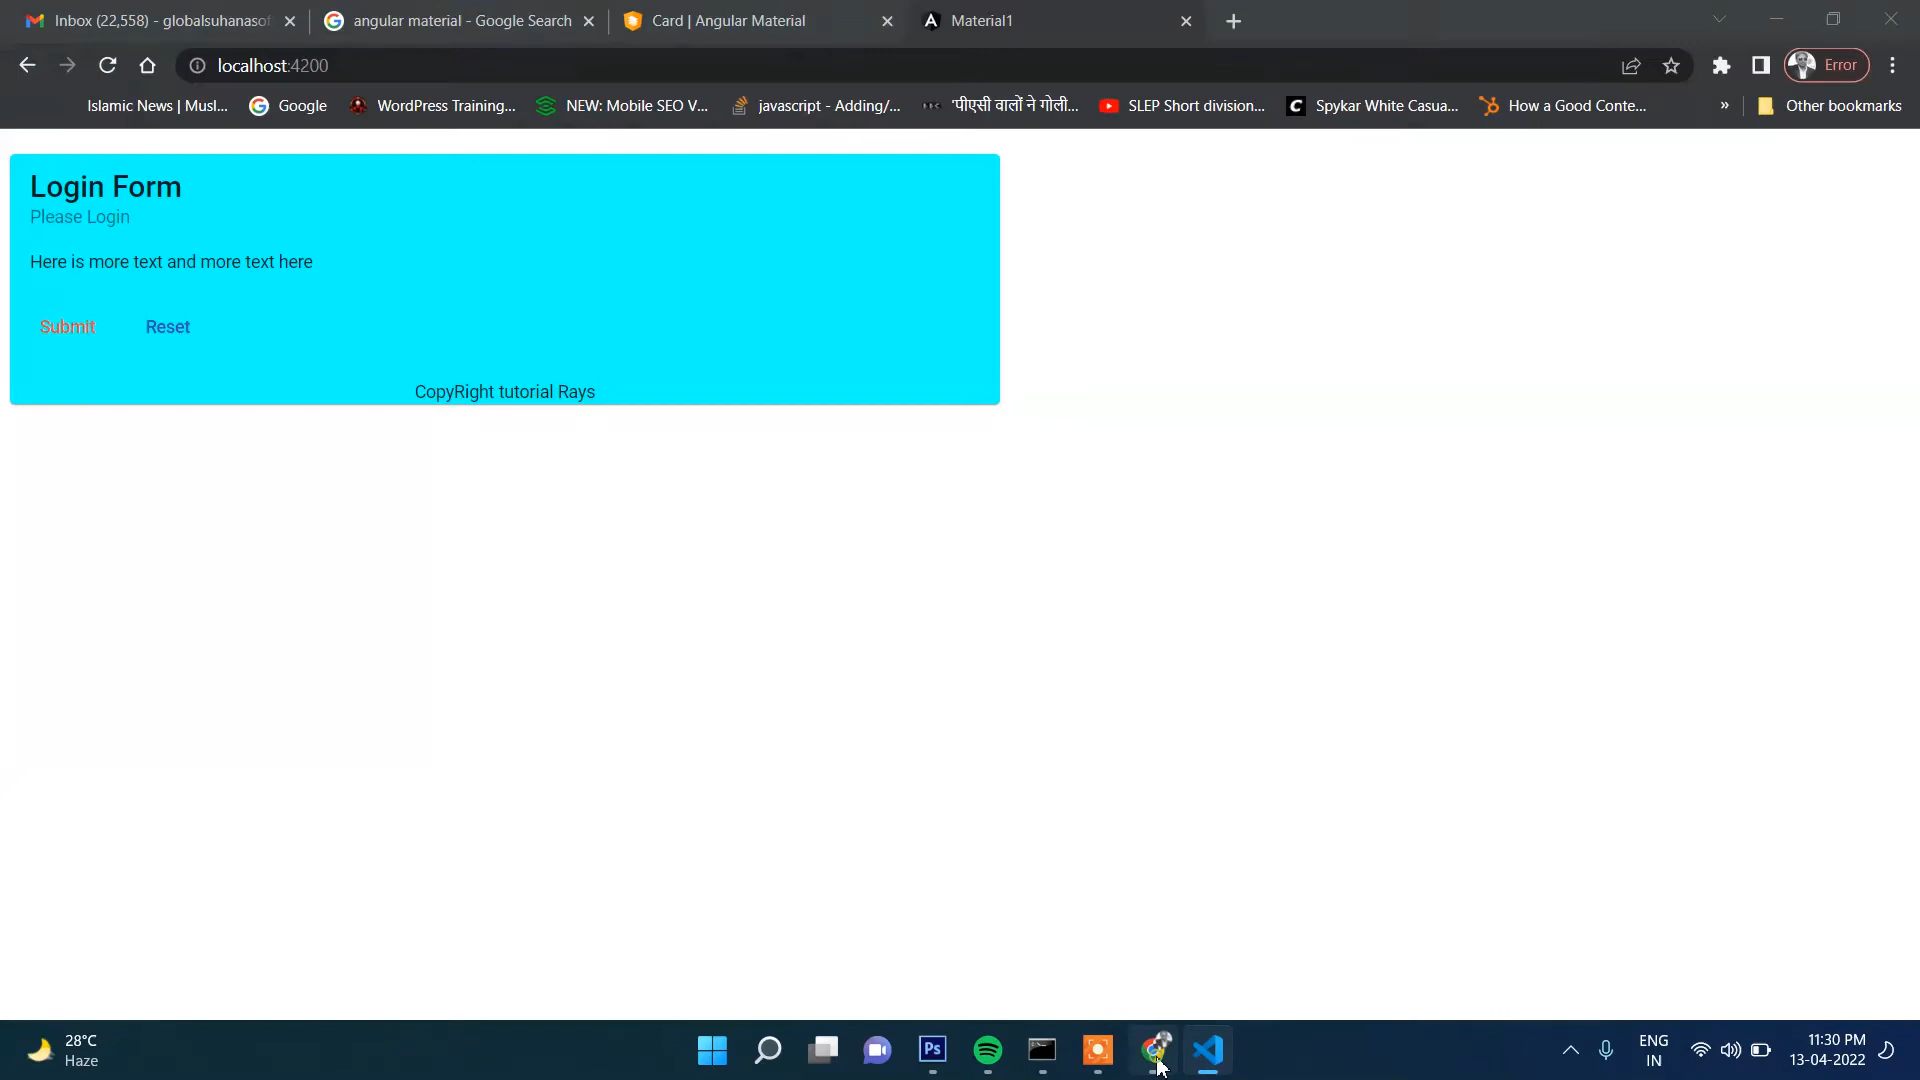 Inbox (22,558) - globalsuhanasof
angular material - Google Search
Card | Angular Material
Material1
localhost:4200
Error
Islamic News | Musl...
Google
WordPress Training...
NEW: Mobile SEO V...
javascript - Adding/...
'पीएसी वालों ने गोली...
SLEP Short division...
Spykar White Casua...
How a Good Conte...
»
Other bookmarks
Login Form
Please Login
Here is more text and more text here
Submit
Reset
CopyRight tutorial Rays
28°C
Haze
Ps
ENG
IN
11:30 PM
13-04-2022